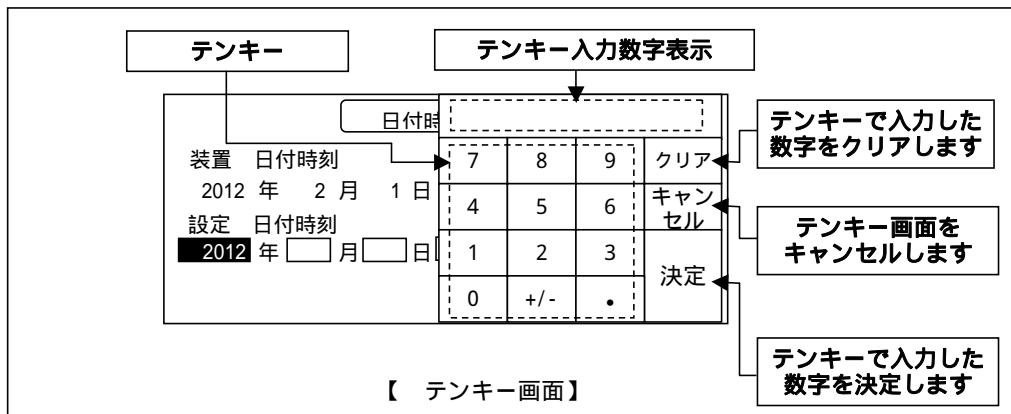 テンキー
テンキー入力数字表示
日付時
装置 日付時刻
2012 年 2 月 1 日
設定 日付時刻
2012 年 月 日
7 8 9 クリア
4 5 6 キャン
セル
1 2 3
決定
0 +/- .
テンキーで入力した
数字をクリアします
テンキー画面を
キャンセルします
テンキーで入力した
数字を決定します
【 テンキー画面】